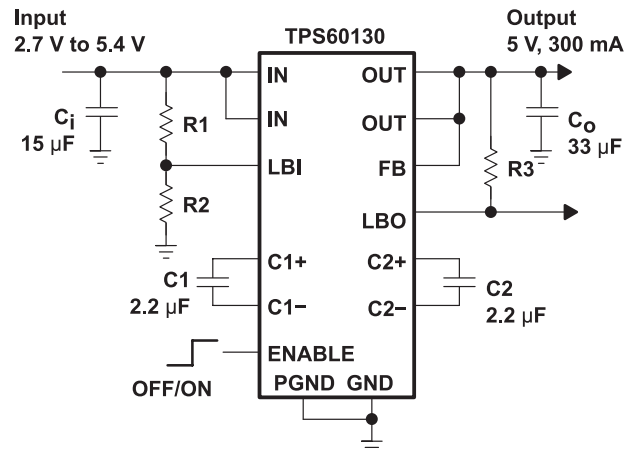 Input
2.7 V to 5.4 V
Output
5 V, 300 mA
TPS60130
IN
OUT
Ci
15 µF
R1
IN
OUT
Co
33 µF
LBI
FB
R3
R2
LBO
C1
2.2 µF
C1+
C1−
C2+
C2−
C2
2.2 µF
ENABLE
OFF/ON
PGND
GND